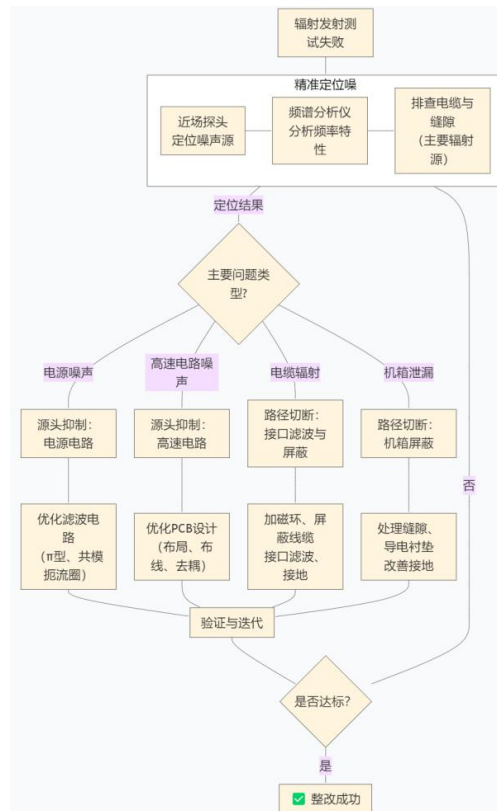 辐射发射测
试失败
精准定位噪
近场探头
定位噪声源
频谱分析仪
分析频率特
性
排查电缆与
缝隙
（主要辐射
源）
定位结果
主要问题类
型?
电源噪声
高速电路噪
声
电缆辐射
机箱泄漏
源头抑制：
电源电路
源头抑制：
高速电路
路径切断：
接口滤波与
屏蔽
路径切断：
机箱屏蔽
否
优化滤波电
路
（π型、共模
扼流圈）
优化PCB设计
（布局、布
线、去耦）
加磁环、屏
蔽线缆
接口滤波、
接地
处理缝隙、
导电衬垫
改善接地
验证与迭代
是否达标?
是
✅ 整改成功